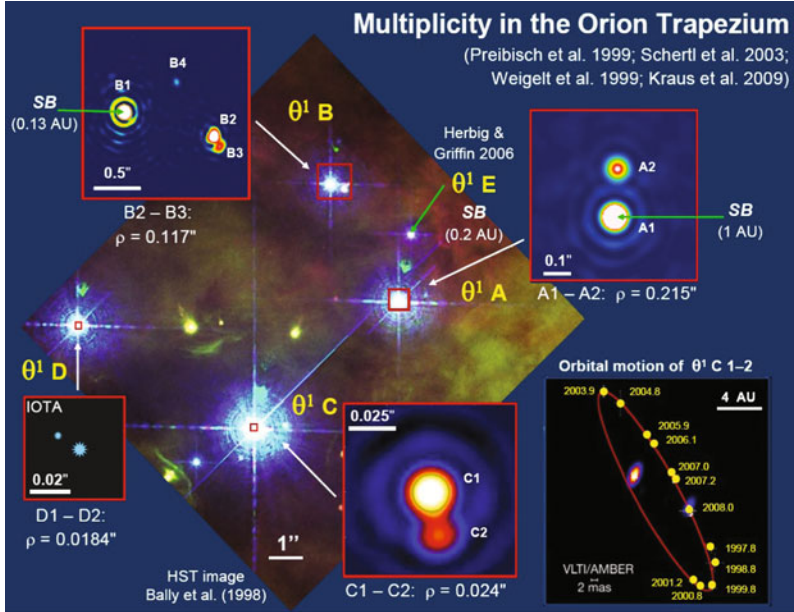 Multiplicity in the Orion Trapezium
(Preibisch et al. 1999; Schertl et al. 2003;
Weigelt et al. 1999; Kraus et al. 2009)
B4
B1
SB
(0.13 AU)
B2
B3
0.5"
B2 – B3:
ρ = 0.117"
θ¹ B
Herbig &
Griffin 2006
θ¹ E
SB
(0.2 AU)
A2
A1
SB
(1 AU)
0.1"
A1 – A2: ρ = 0.215"
θ¹ A
θ¹ D
IOTA
0.02"
D1 – D2:
ρ = 0.0184"
θ¹ C
1’’
HST image
Bally et al. (1998)
0.025"
C1
C2
C1 – C2: ρ = 0.024"
Orbital motion of θ¹ C 1–2
2003.9
2004.8
4 AU
2005.9
2006.1
2007.0
2007.2
2008.0
1997.8
1998.8
1999.8
2001.2
2000.8
VLTI/AMBER
2 mas